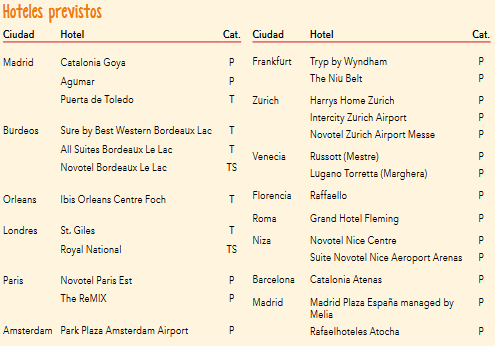 Hoteles previstos
Ciudad Hotel Cat.
Madrid Catalonia Goya P
Agumar P
Puerta de Toledo T
Burdeos Sure by Best Western Bordeaux Lac T
All Suites Bordeaux Le Lac T
Novotel Bordeaux Le Lac TS
Orleans Ibis Orleans Centre Foch T
Londres St. Giles T
Royal National TS
Paris Novotel Paris Est P
The ReMIX P
Amsterdam Park Plaza Amsterdam Airport P
Ciudad Hotel Cat.
Frankfurt Tryp by Wyndham P
The Niu Belt P
Zurich Harrys Home Zurich P
Intercity Zurich Airport P
Novotel Zurich Airport Messe P
Venecia Russott (Mestre) P
Lugano Torretta (Marghera) P
Florencia Raffaello P
Roma Grand Hotel Fleming P
Niza Novotel Nice Centre P
Suite Novotel Nice Aeroport Arenas P
Barcelona Catalonia Atenas P
Madrid Madrid Plaza España managed by P
Melia
Rafaelhoteles Atocha P